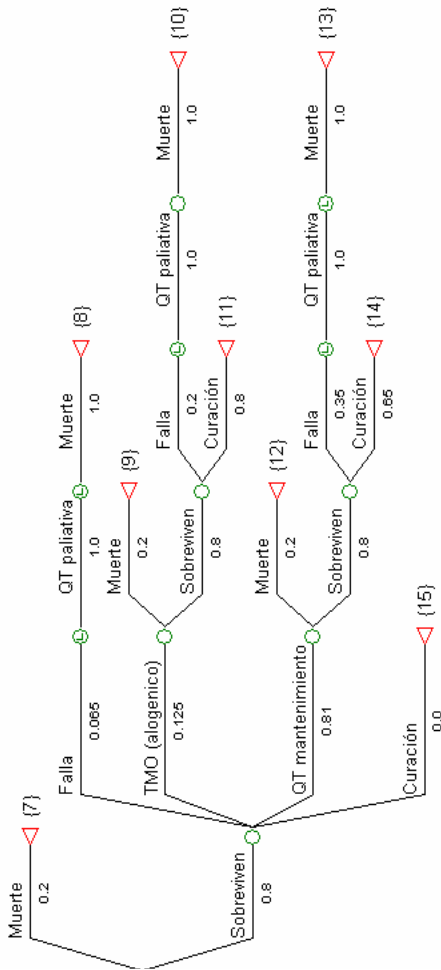 Muerte
0.2
{7}
Sobreviven
0.8
Falla
0.065
QT paliativa
1.0
Muerte
1.0
{8}
TMO (alogenico)
0.125
Muerte
0.2
{9}
Sobreviven
0.8
Falla
0.2
QT paliativa
1.0
Muerte
1.0
{10}
Curación
0.8
{11}
QT mantenimiento
0.81
Muerte
0.2
{12}
Sobreviven
0.8
Falla
0.35
QT paliativa
1.0
Muerte
1.0
{13}
Curación
0.65
{14}
Curación
0.0
{15}